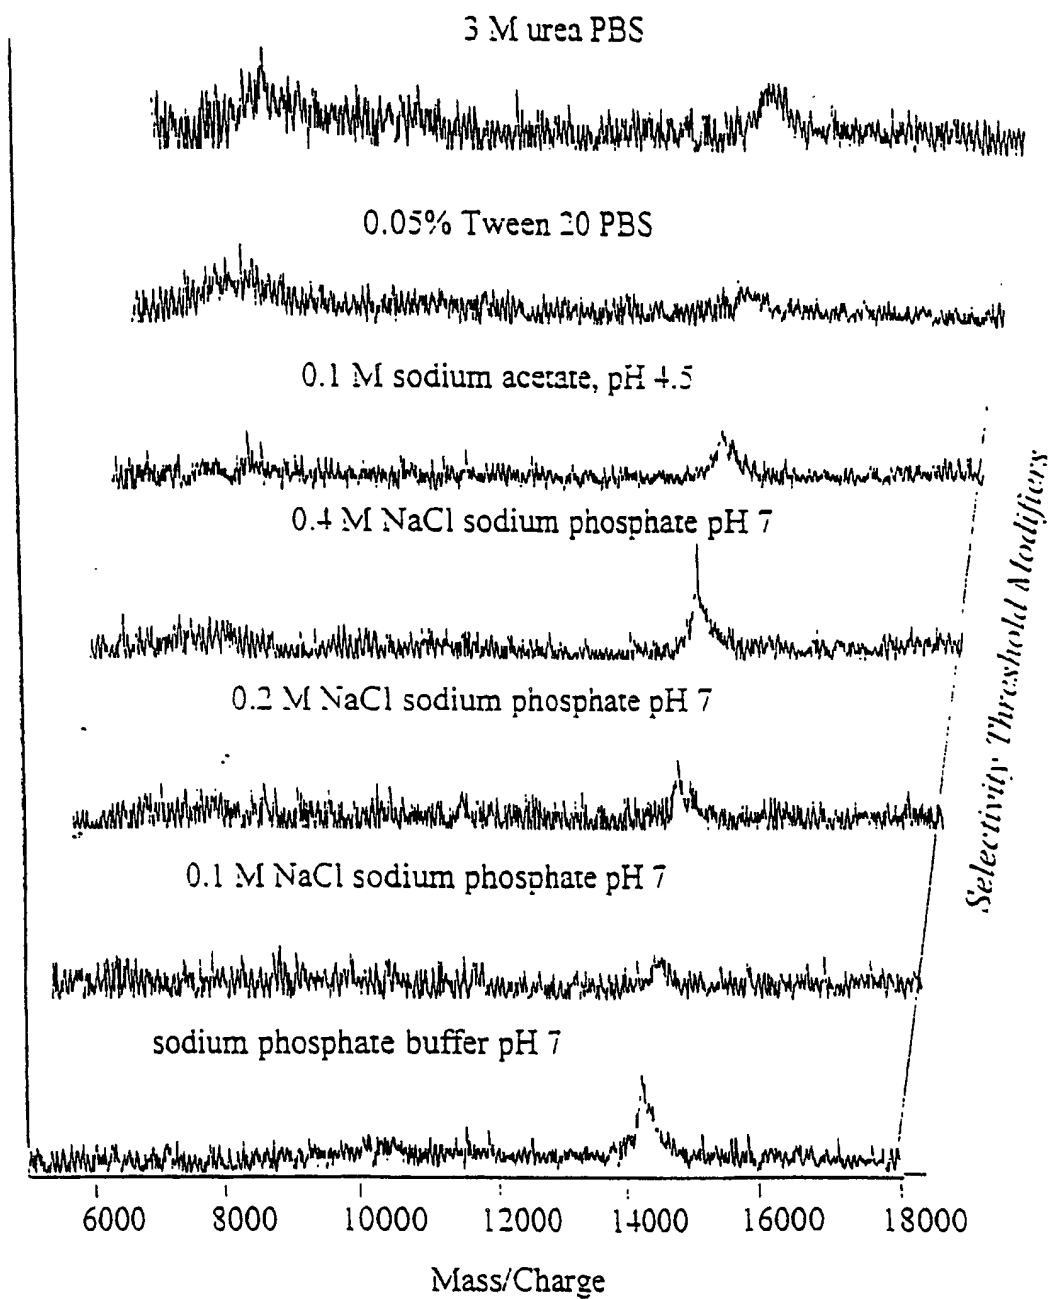 3 M urea PBS
0.05% Tween 20 PBS
0.1 M sodium acetate, pH 4.5
0.4 M NaCl sodium phosphate pH 7
0.2 M NaCl sodium phosphate pH 7
0.1 M NaCl sodium phosphate pH 7
sodium phosphate buffer pH 7
Selectivity Threshold Modifiers
6000 8000 10000 12000 14000 16000 18000
Mass/Charge